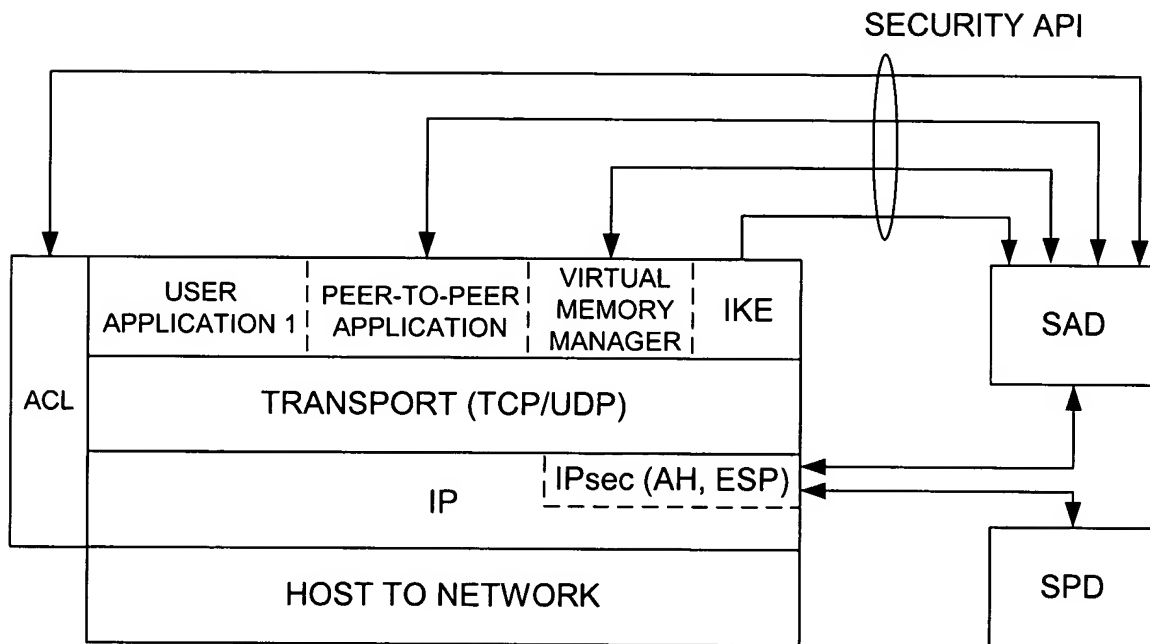 SECURITY API
USER
APPLICATION 1
PEER-TO-PEER
APPLICATION
VIRTUAL
MEMORY
MANAGER
IKE
SAD
ACL
TRANSPORT (TCP/UDP)
IPsec (AH, ESP)
IP
HOST TO NETWORK
SPD